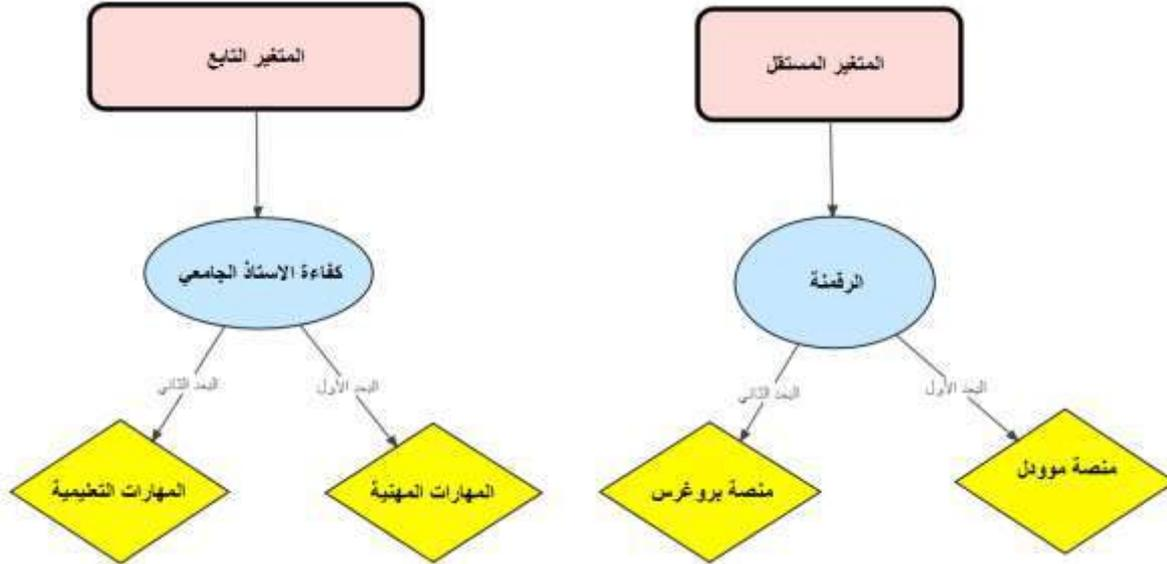 المتغير المستقل
المتغير التابع
الرقمنة
كفاءة الاستاذ الجامعي
البعد الأول
البعد الثاني
البعد الأول
البعد الثاني
منصة موودل
منصة بروغرس
المهارات المهنية
المهارات التعليمية